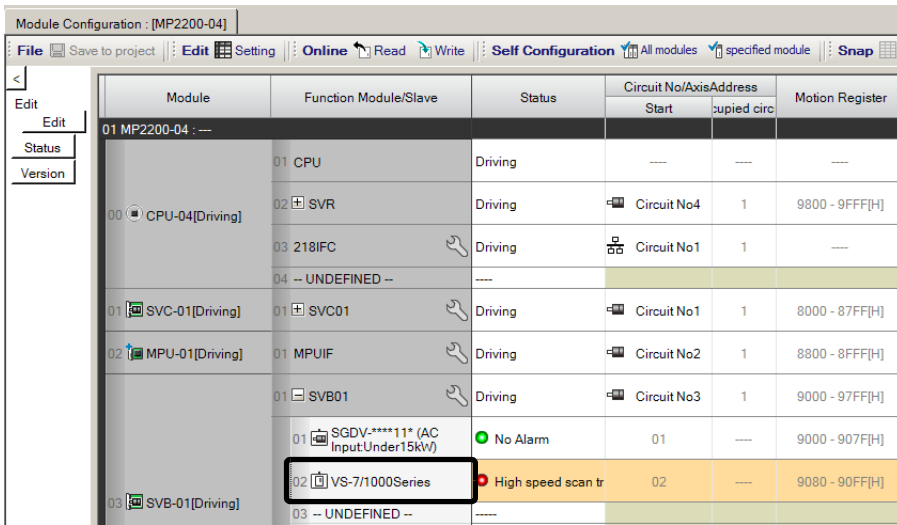 Module Configuration : [MP2200-04]
File Save to project Edit Setting Online Read Write Self Configuration All modules specified module Snap
<
Edit
Edit
Status
Version
Module Function Module/Slave Status Circuit No/AxisAddress Motion Register
Start cupied circ
01 MP2200-04 : ---
00 CPU-04[Driving]
01 CPU Driving ---- ---- ----
02 SVR Driving Circuit No4 1 9800 - 9FFF[H]
03 218IFC Driving Circuit No1 1 ----
04 -- UNDEFINED -- ----
01 SVC-01[Driving] 01 SVC01 Driving Circuit No1 1 8000 - 87FF[H]
02 MPU-01[Driving] 01 MPUIF Driving Circuit No2 1 8800 - 8FFF[H]
03 SVB-01[Driving]
01 SVB01 Driving Circuit No3 1 9000 - 97FF[H]
01 SGDV-****11* (AC
Input:Under15kW) No Alarm 01 ---- 9000 - 907F[H]
02 VS-7/1000Series High speed scan tr 02 ---- 9080 - 90FF[H]
03 -- UNDEFINED -- -----